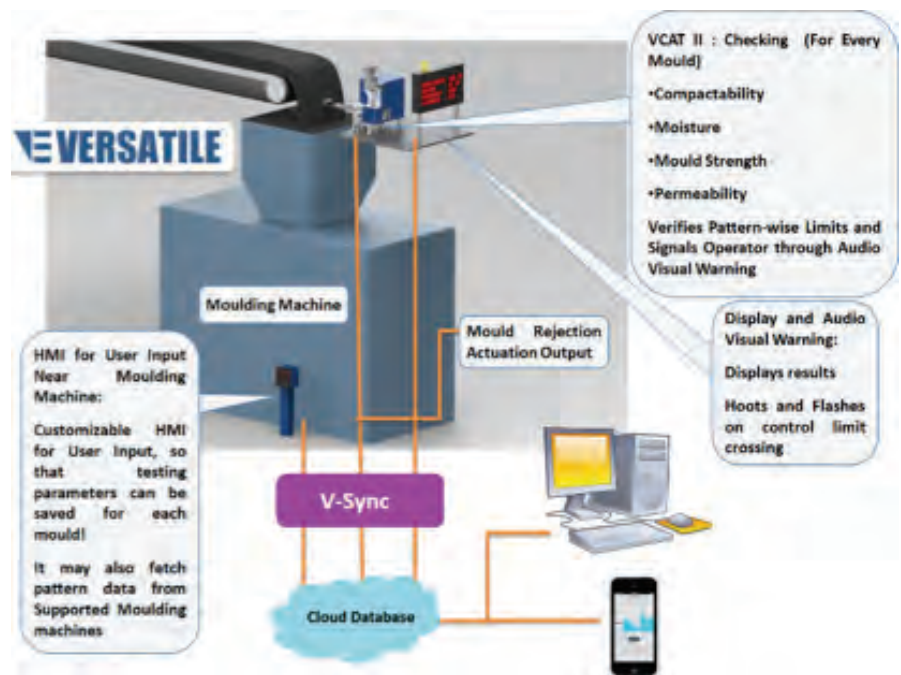 VCAT II : Checking (For Every
Mould)
•Compactability
•Moisture
•Mould Strength
•Permeability
Verifies Pattern-wise Limits and
Signals Operator through Audio
Visual Warning
VERSATILE
Moulding Machine
Mould Rejection
Actuation Output
Display and Audio
Visual Warning:
Displays results
Hoots and Flashes
on control limit
crossing
HMI for User Input
Near Moulding
Machine:
Customizable HMI
for User Input, so
that testing
parameters can be
saved for each
mould!
It may also fetch
pattern data from
Supported Moulding
machines
V-Sync
Cloud Database